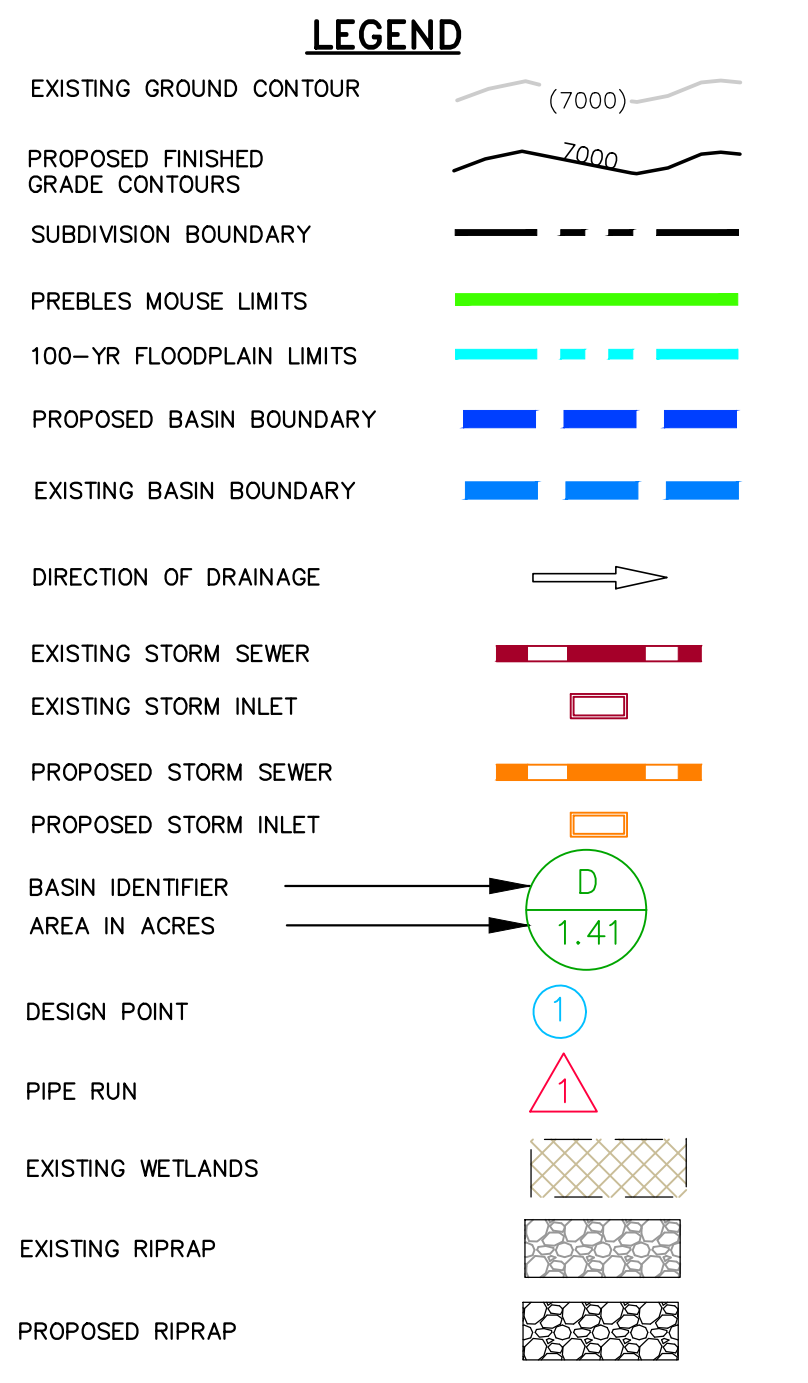 LEGEND
EXISTING GROUND CONTOUR
(7000)
PROPOSED FINISHED
GRADE CONTOURS
7000
SUBDIVISION BOUNDARY
PREBLES MOUSE LIMITS
100-YR FLOODPLAIN LIMITS
PROPOSED BASIN BOUNDARY
EXISTING BASIN BOUNDARY
DIRECTION OF DRAINAGE
EXISTING STORM SEWER
EXISTING STORM INLET
PROPOSED STORM SEWER
PROPOSED STORM INLET
BASIN IDENTIFIER
D
AREA IN ACRES
1.41
DESIGN POINT
1
PIPE RUN
1
EXISTING WETLANDS
EXISTING RIPRAP
PROPOSED RIPRAP